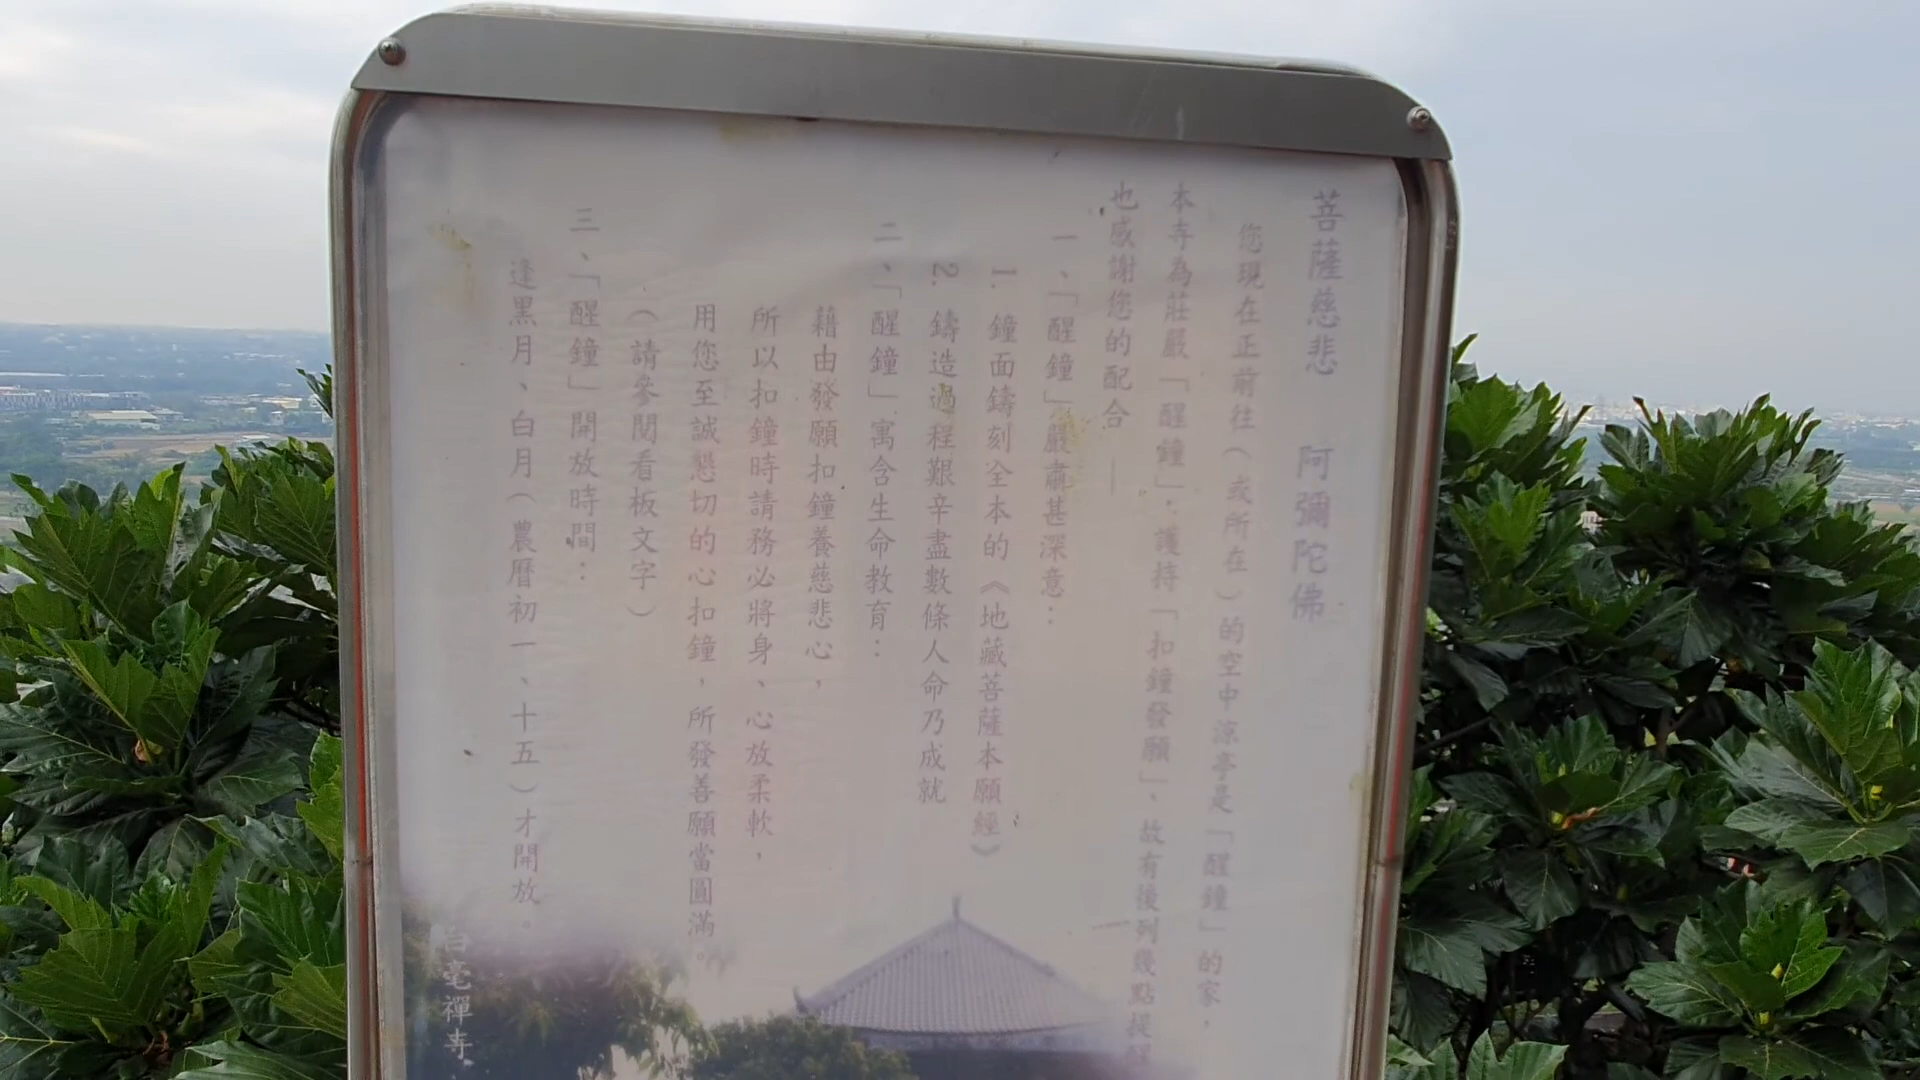 菩薩慈悲　阿彌陀佛
您現在正前往（或所在）的空中涼亭是「醒鐘」的家，
本寺為莊嚴「醒鐘」，護持「扣鐘發願」，故有後列幾點提醒
也感謝您的配合——
一、「醒鐘」嚴肅甚深意：
1. 鐘面鑄刻全本的《地藏菩薩本願經》
2. 鑄造過程艱辛盡數條人命乃成就
二、「醒鐘」寓含生命教育：
藉由發願扣鐘養慈悲心，
所以扣鐘時請務必將身、心放柔軟，
用您至誠懇切的心扣鐘，所發善願當圓滿。
（請參閱看板文字）
三、「醒鐘」開放時間：
逢黑月、白月（農曆初一、十五）才開放。
白毫禪寺